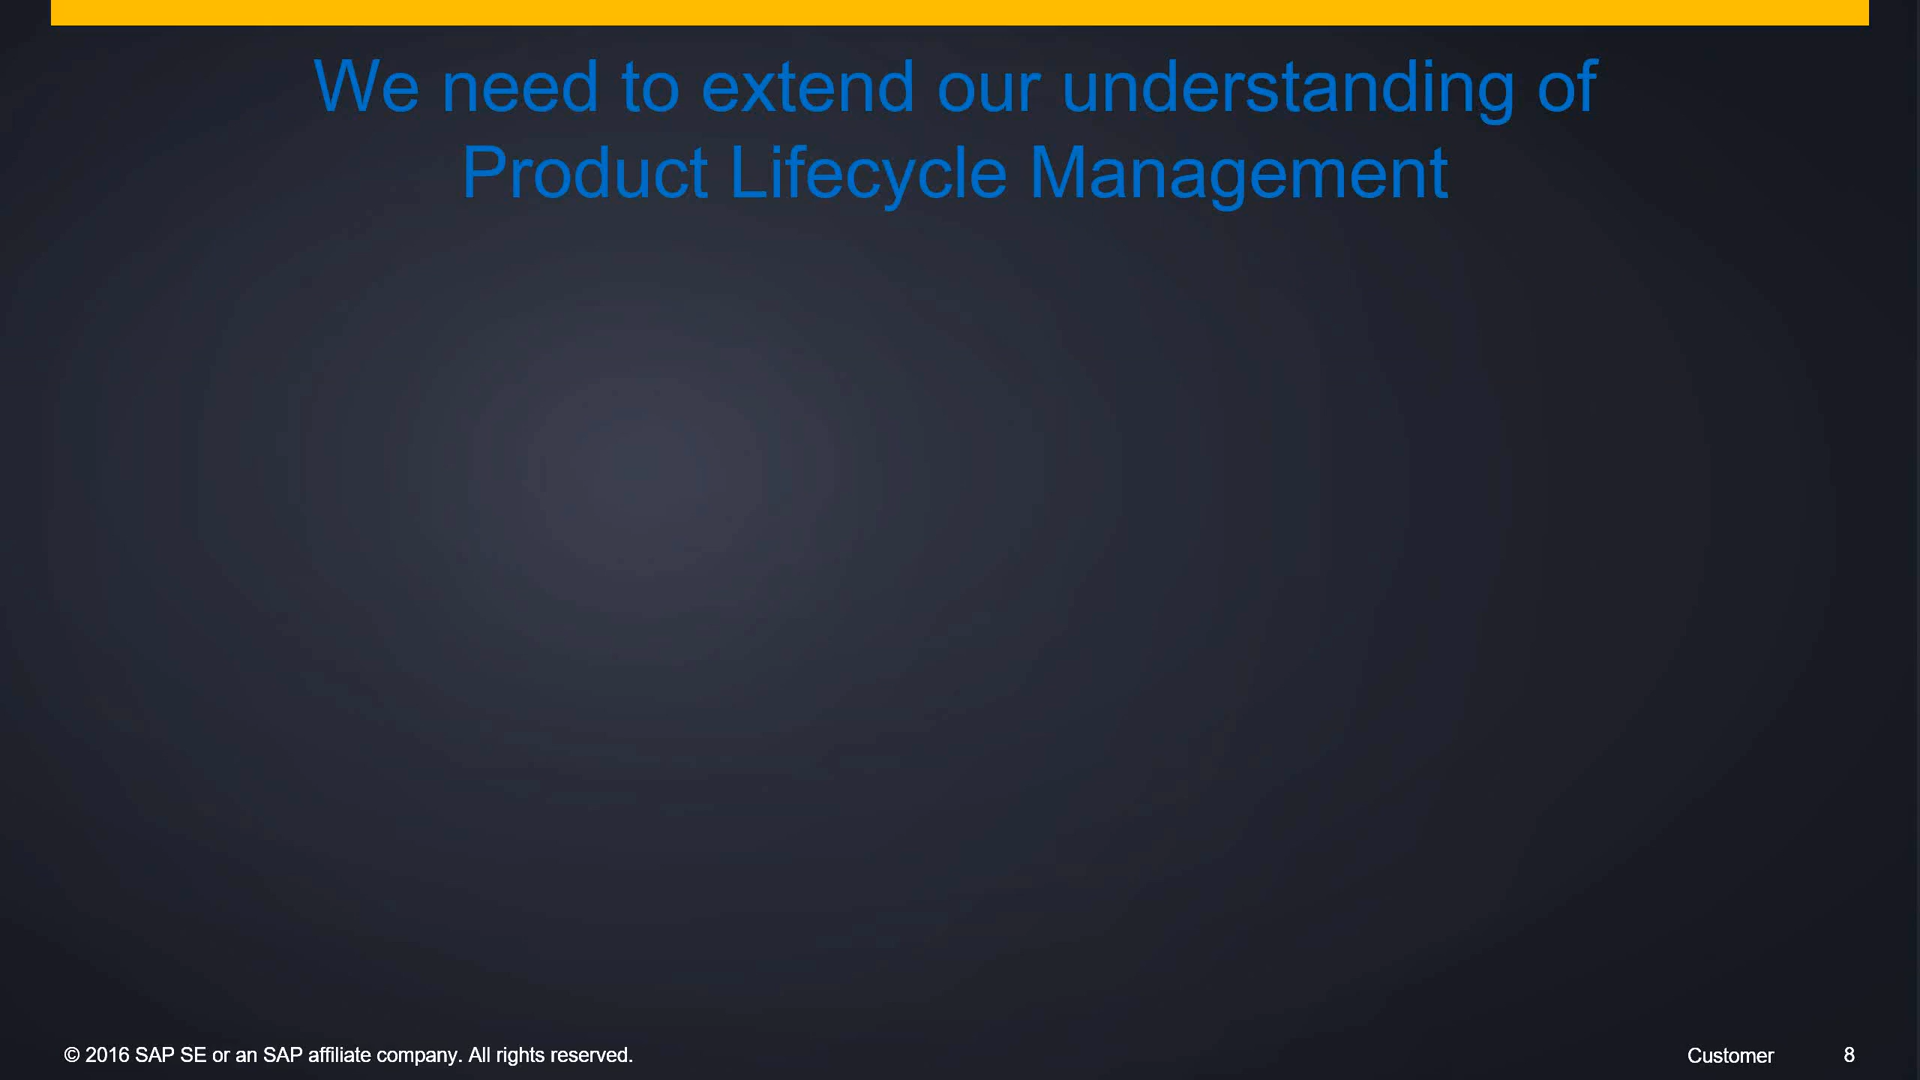 We need to extend our understanding of
Product Lifecycle Management
© 2016 SAP SE or an SAP affiliate company. All rights reserved.
Customer
8